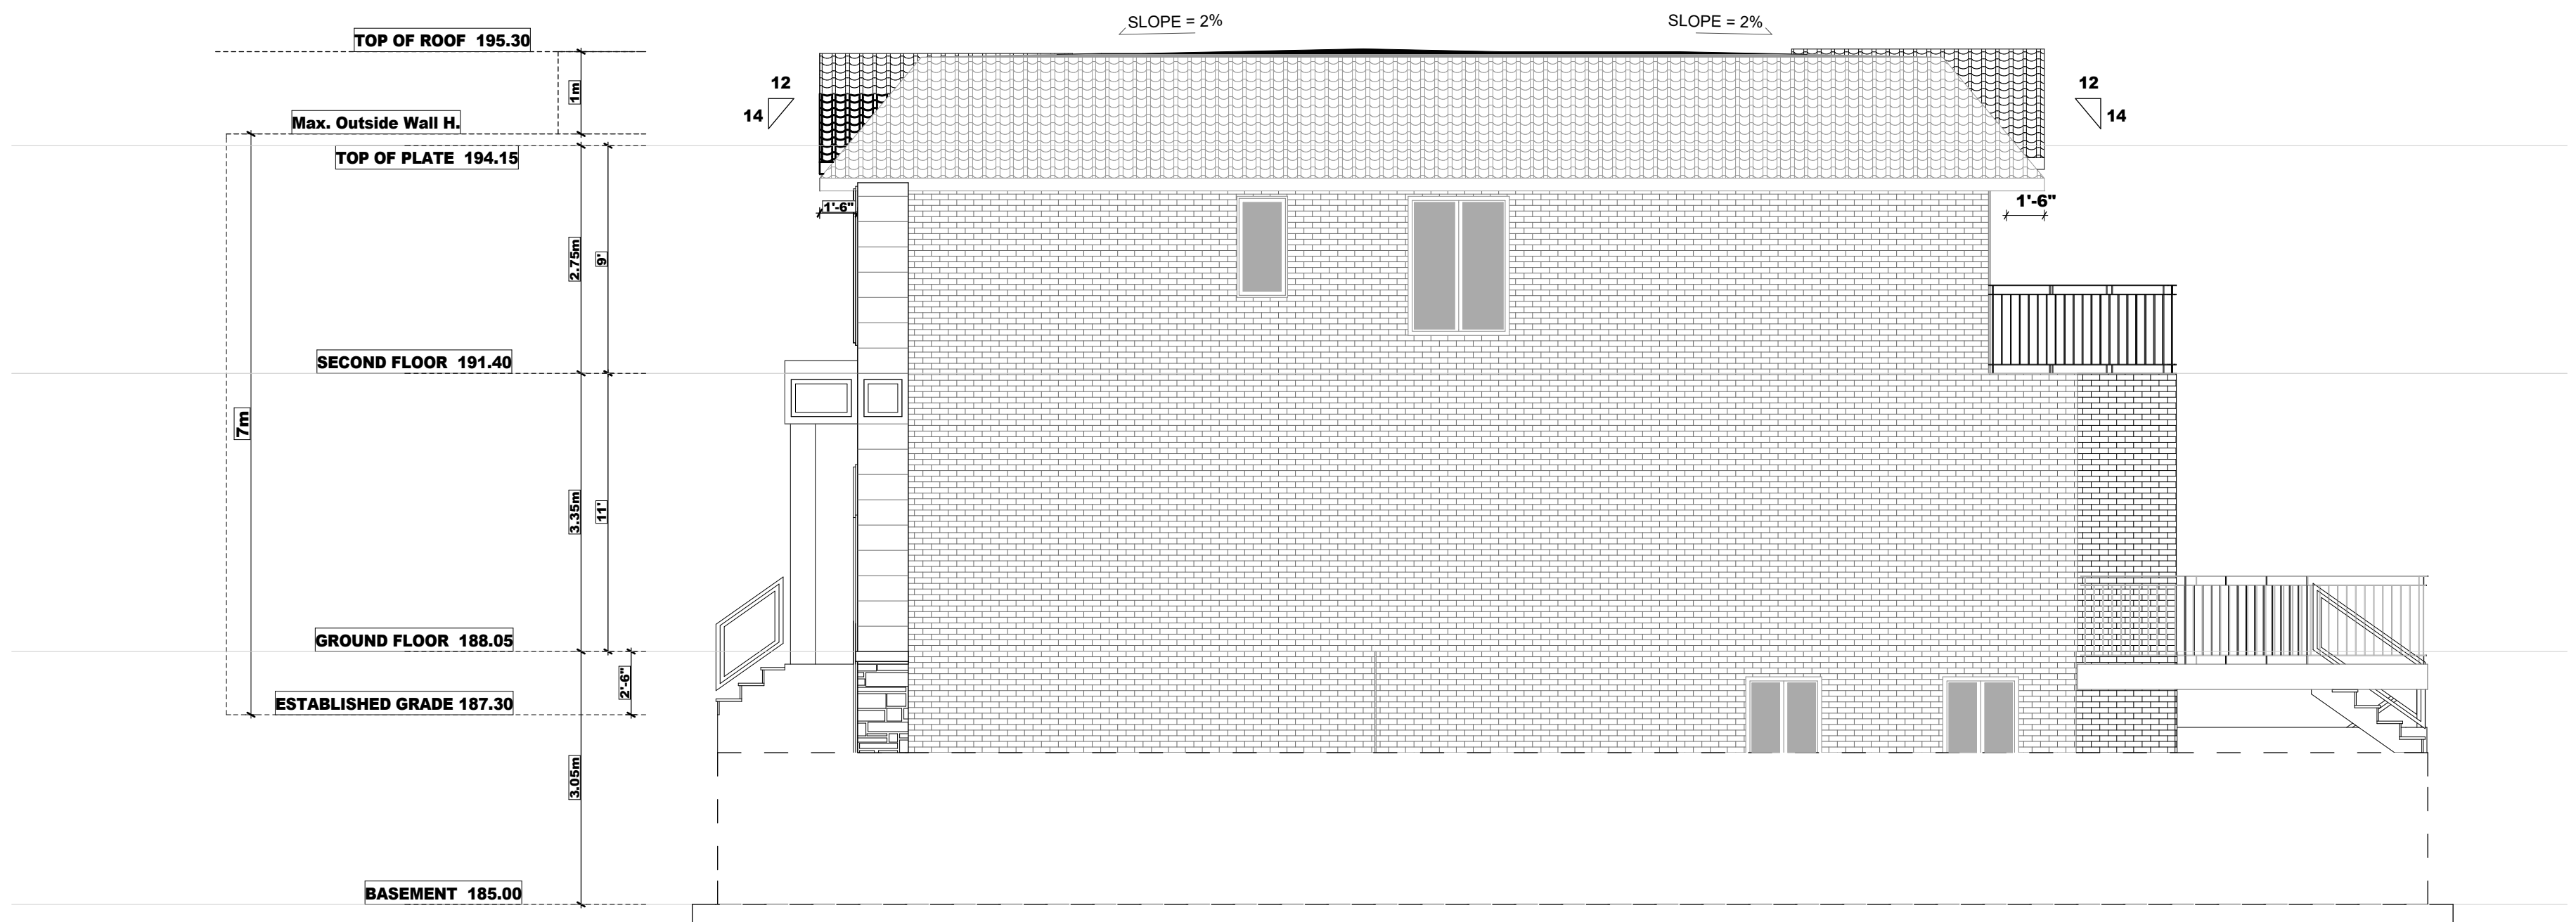 SLOPE = 2%
SLOPE = 2%
TOP OF ROOF 195.30
1m
12
14
12
14
Max. Outside Wall H.
TOP OF PLATE 194.15
1'-6"
1'-6"
2.75m
9'
SECOND FLOOR 191.40
7m
3.35m
11'
GROUND FLOOR 188.05
2'-6"
ESTABLISHED GRADE 187.30
3.05m
BASEMENT 185.00